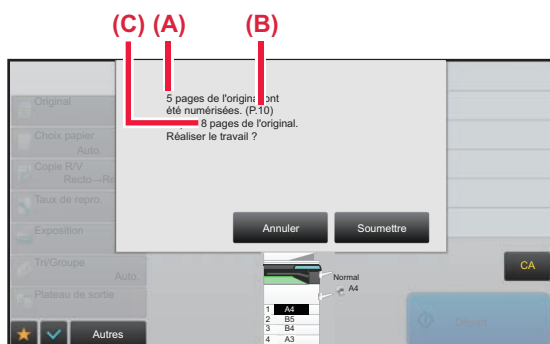 (C) (A) (B)
5 pages de l'original ont
été numérisées. (P.10)
8 pages de l'original.
Réaliser le travail ?
Annuler
Soumettre
Original
Choix papier
Auto.
Copie R/V
Recto→Re
Taux de repro.
Exposition
Tri/Groupe
Auto.
Plateau de sortie
Autres
Normal
A4
1 A4
2 B5
3 B4
4 A3
CA
Départ